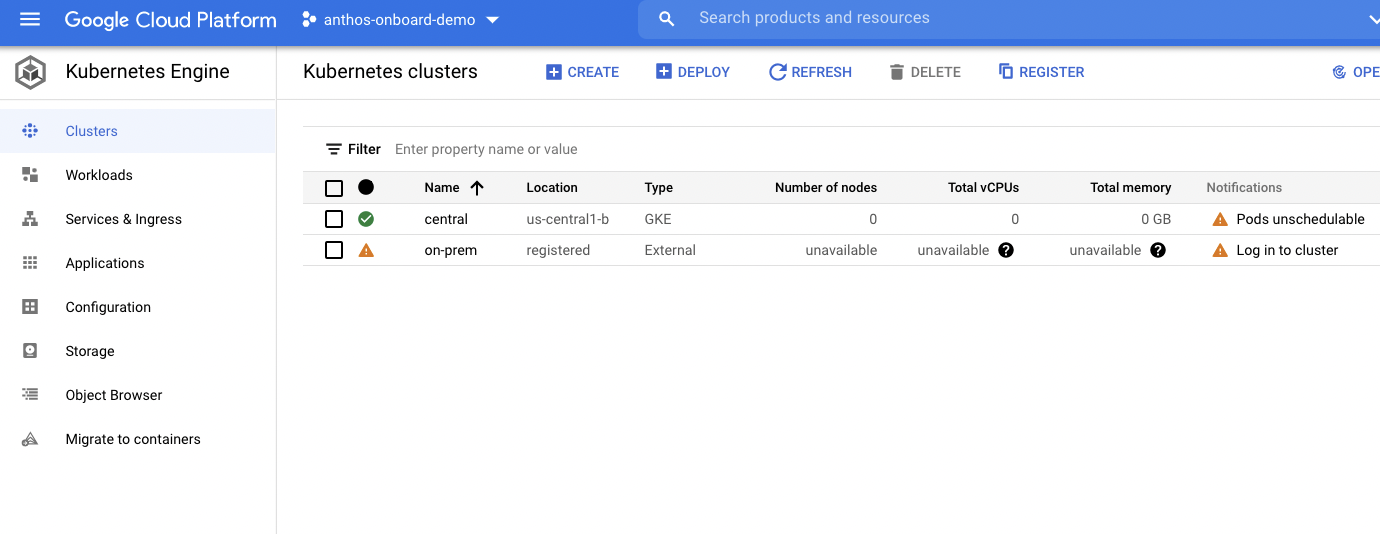 Google Cloud Platform anthos-onboard-demo Search products and resources
Kubernetes Engine
Clusters
Workloads
Services & Ingress
Applications
Configuration
Storage
Object Browser
Migrate to containers
Kubernetes clusters CREATE DEPLOY REFRESH DELETE REGISTER OPE
Filter Enter property name or value
Name Location Type Number of nodes Total vCPUs Total memory Notifications
central us-central1-b GKE 0 0 0 GB Pods unschedulable
on-prem registered External unavailable unavailable ? unavailable ? Log in to cluster